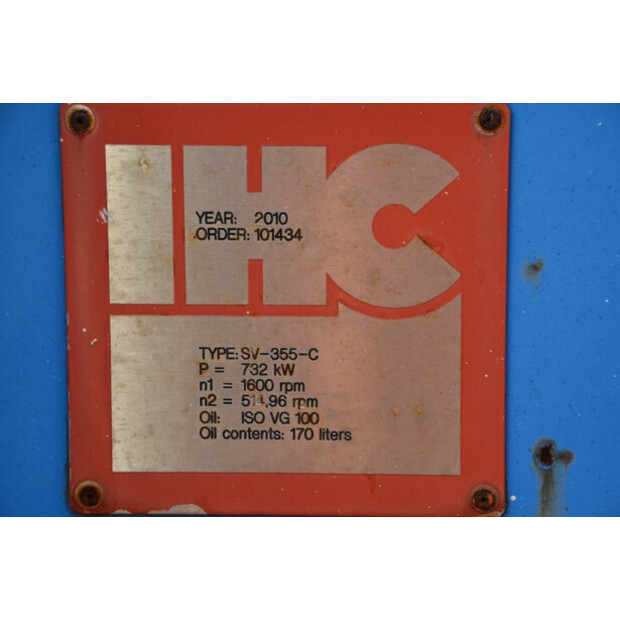 IHC
YEAR: 2010
ORDER: 101434
TYPE: SV-355-C
P = 732 kW
n1 = 1600 rpm
n2 = 511,96 rpm
Oil: ISO VG 100
Oil contents: 170 liters